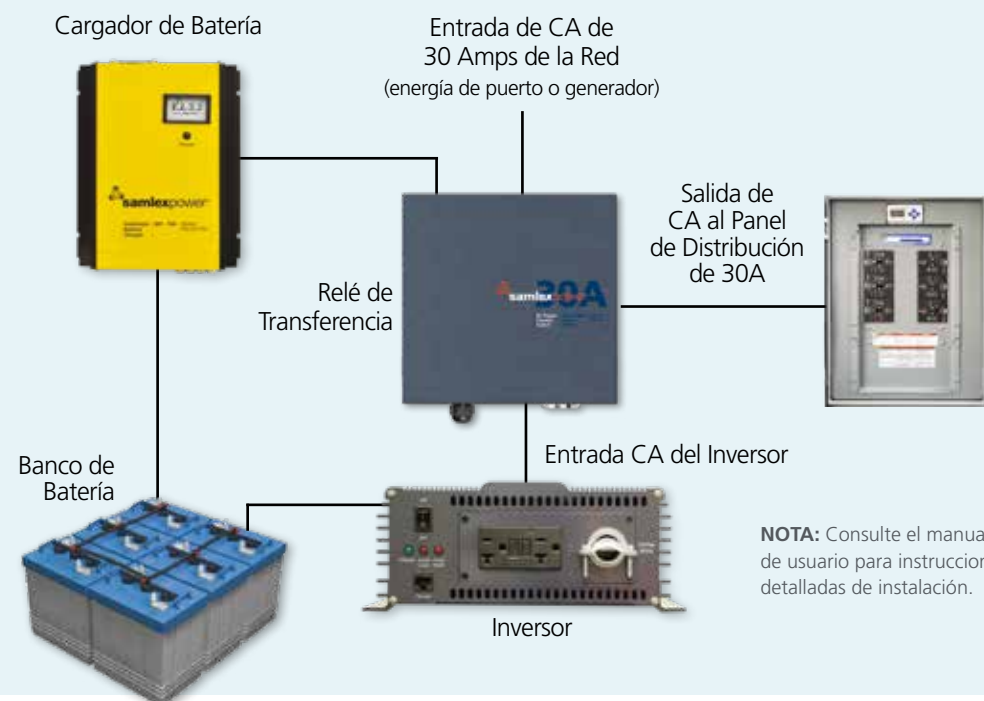 Cargador de Batería
Entrada de CA de
30 Amps de la Red
(energía de puerto o generador)
samlexpower
Salida de
CA al Panel
de Distribución
de 30A
Relé de
Transferencia
samlexpower
30A
Entrada CA del Inversor
Banco de
Batería
NOTA: Consulte el manua
de usuario para instruccion
detalladas de instalación.
Inversor